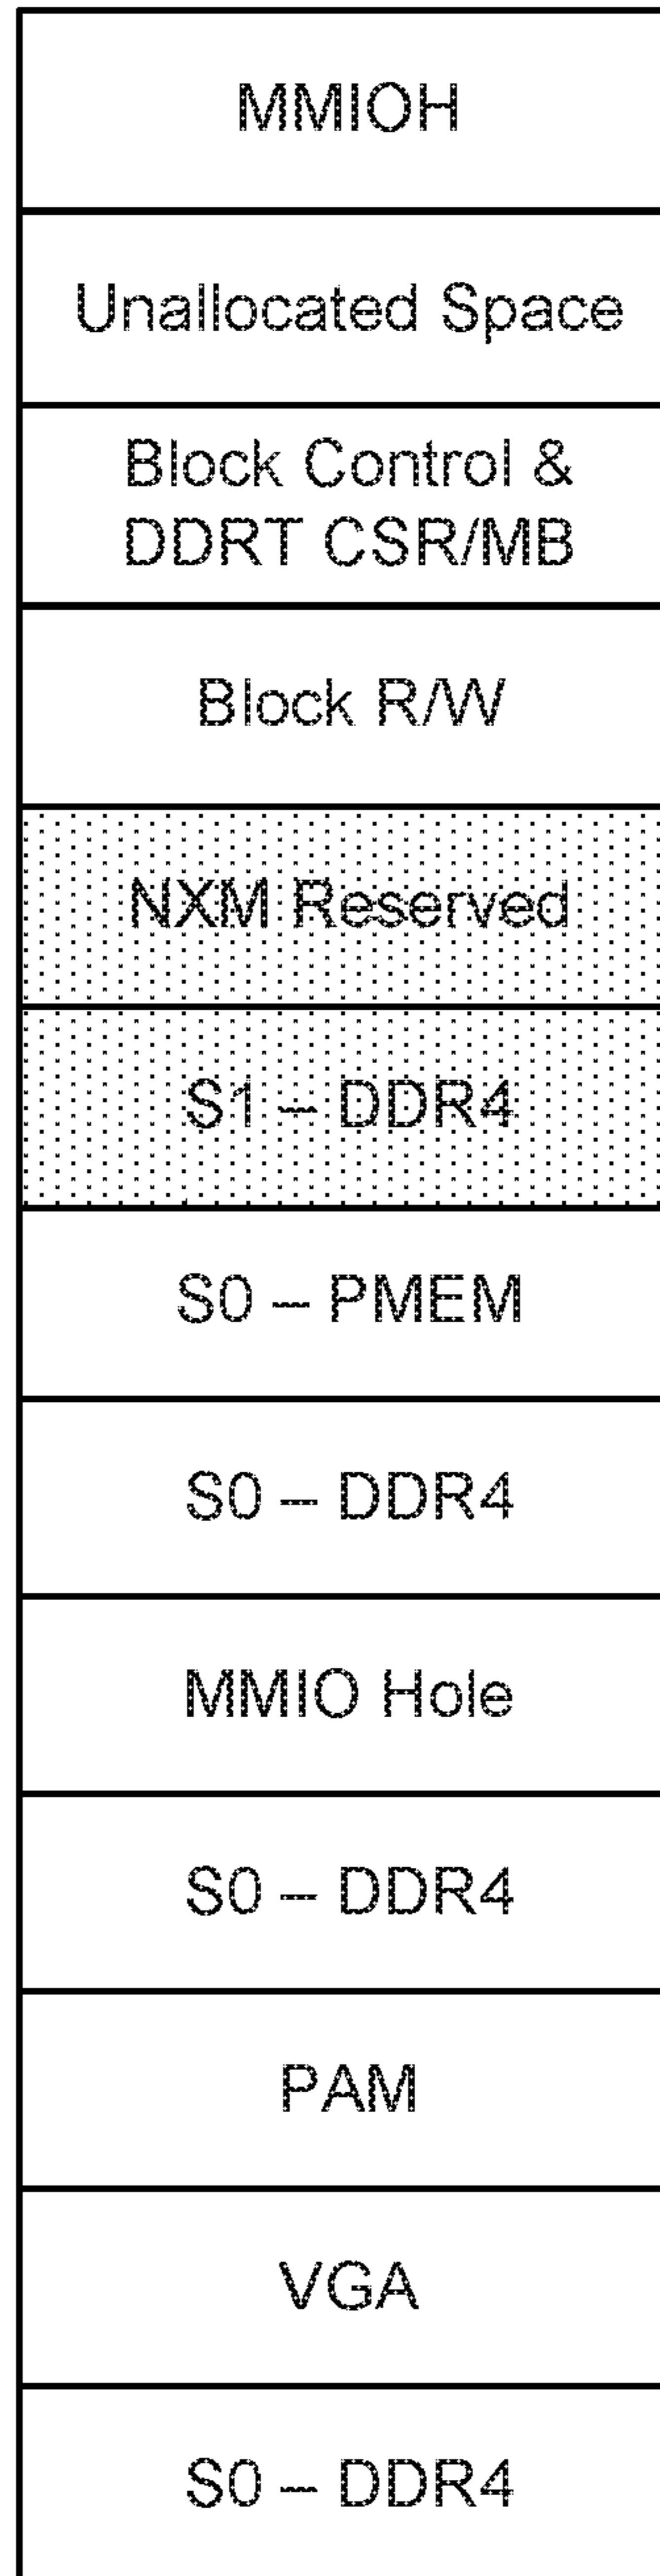 MMIOH
Unallocated Space
Block Control &
DDRT CSR/MB
Block R/W
NXM Reserved
S1 – DDR4
S0 – PMEM
S0 – DDR4
MMIO Hole
S0 – DDR4
PAM
VGA
S0 – DDR4